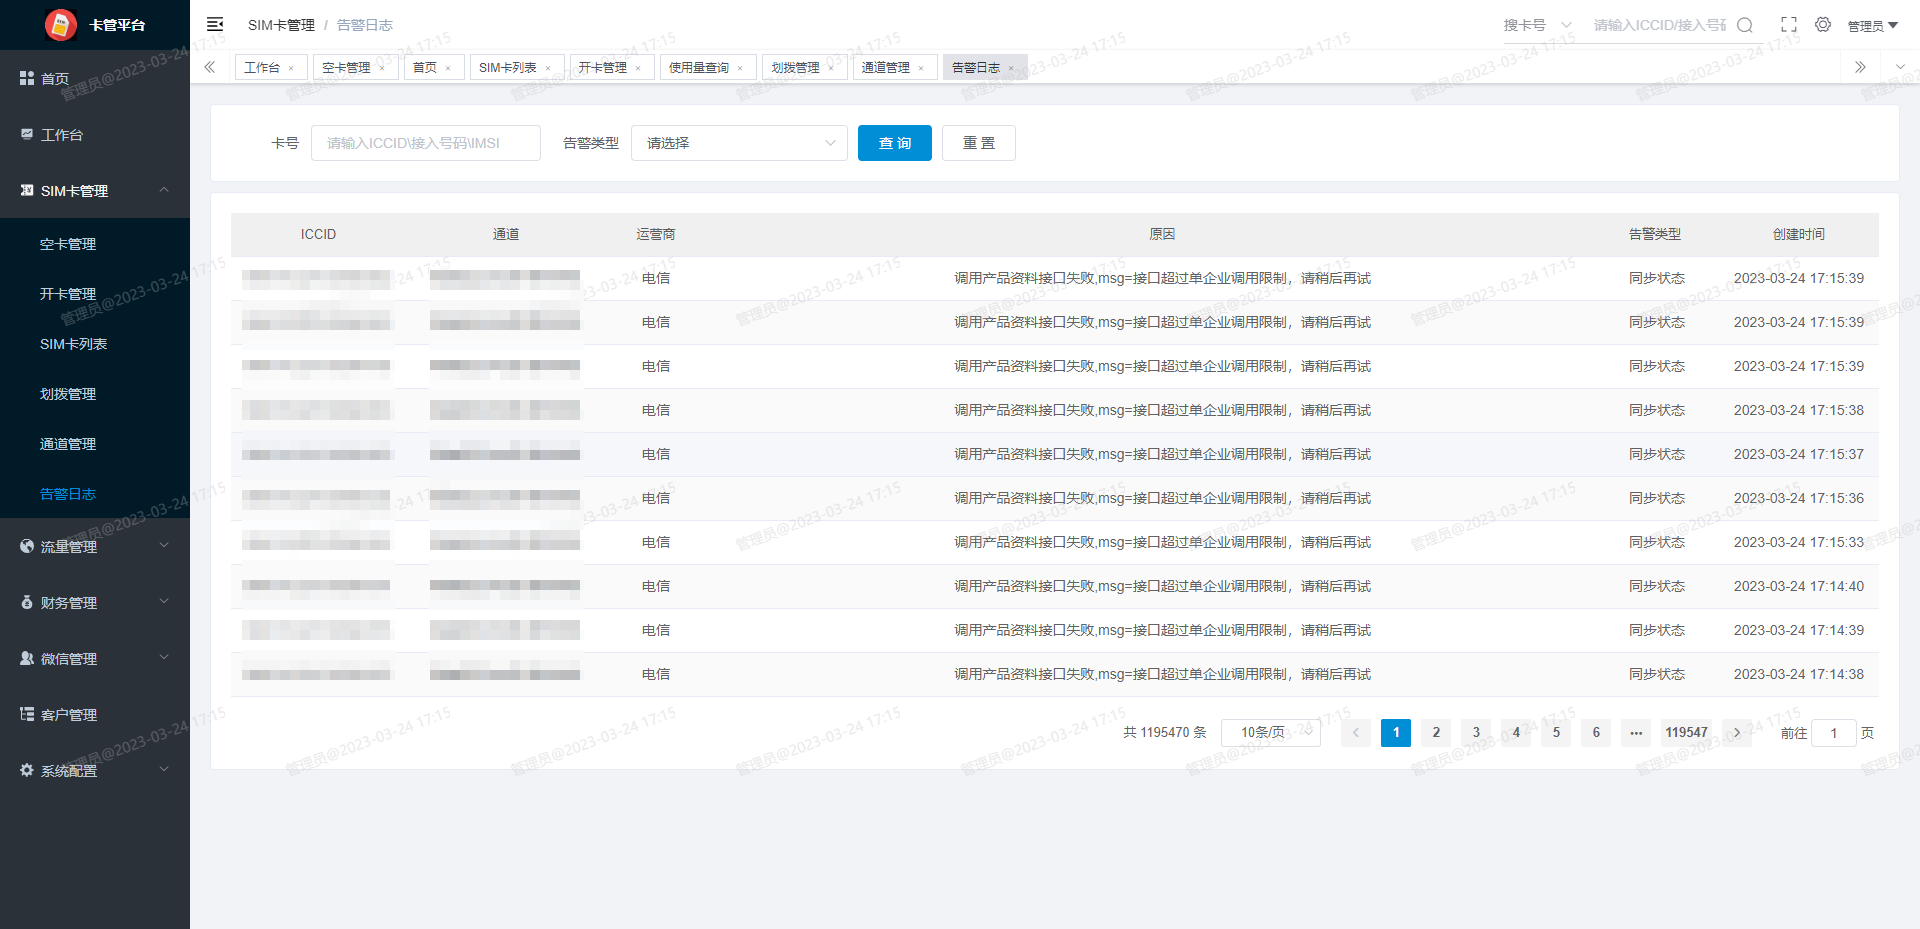 卡管平台
SIM卡管理 / 告警日志
搜卡号
请输入ICCID/接入号码
管理员
工作台 × 空卡管理 × 首页 × SIM卡列表 × 开卡管理 × 使用量查询 × 划拨管理 × 通道管理 × 告警日志 ×
首页
工作台
SIM卡管理
空卡管理
开卡管理
SIM卡列表
划拨管理
通道管理
告警日志
流量管理
财务管理
微信管理
客户管理
系统配置
卡号 请输入ICCID\接入号码\IMSI 告警类型 请选择 查 询 重 置
ICCID 通道 运营商 原因 告警类型 创建时间
电信 调用产品资料接口失败,msg=接口超过单企业调用限制，请稍后再试 同步状态 2023-03-24 17:15:39
电信 调用产品资料接口失败,msg=接口超过单企业调用限制，请稍后再试 同步状态 2023-03-24 17:15:39
电信 调用产品资料接口失败,msg=接口超过单企业调用限制，请稍后再试 同步状态 2023-03-24 17:15:39
电信 调用产品资料接口失败,msg=接口超过单企业调用限制，请稍后再试 同步状态 2023-03-24 17:15:38
电信 调用产品资料接口失败,msg=接口超过单企业调用限制，请稍后再试 同步状态 2023-03-24 17:15:37
电信 调用产品资料接口失败,msg=接口超过单企业调用限制，请稍后再试 同步状态 2023-03-24 17:15:36
电信 调用产品资料接口失败,msg=接口超过单企业调用限制，请稍后再试 同步状态 2023-03-24 17:15:33
电信 调用产品资料接口失败,msg=接口超过单企业调用限制，请稍后再试 同步状态 2023-03-24 17:14:40
电信 调用产品资料接口失败,msg=接口超过单企业调用限制，请稍后再试 同步状态 2023-03-24 17:14:39
电信 调用产品资料接口失败,msg=接口超过单企业调用限制，请稍后再试 同步状态 2023-03-24 17:14:38
共 1195470 条 10条/页 < 1 2 3 4 5 6 ••• 119547 > 前往 1 页
管理员@2023-03-24 17:15